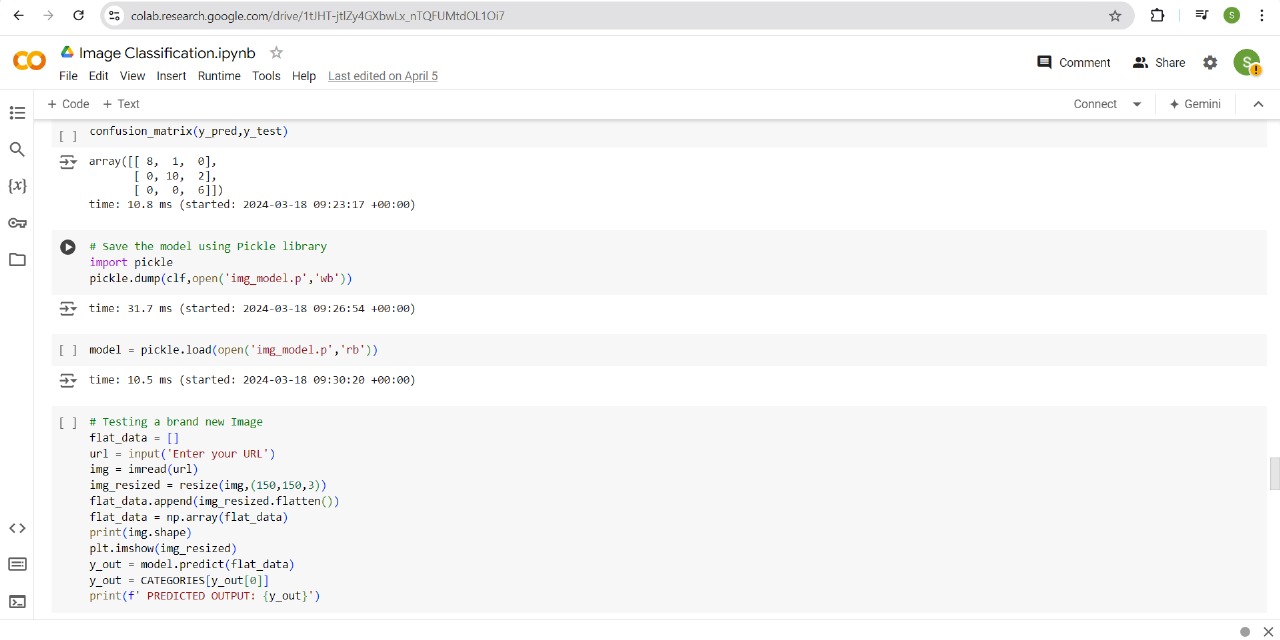 colab.research.google.com/drive/1tJHT-jtlZy4GXbwLx_nTQFUMtdOL1Oi7
S
CO
Image Classification.ipynb
Comment
Share
S
File Edit View Insert Runtime Tools Help Last edited on April 5
+ Code + Text
Connect
Gemini
[ ] confusion_matrix(y_pred,y_test)
array([[ 8, 1, 0],
[ 0, 10, 2],
[ 0, 0, 6]])
time: 10.8 ms (started: 2024-03-18 09:23:17 +00:00)
# Save the model using Pickle library
import pickle
pickle.dump(clf,open('img_model.p','wb'))
time: 31.7 ms (started: 2024-03-18 09:26:54 +00:00)
[ ] model = pickle.load(open('img_model.p','rb'))
time: 10.5 ms (started: 2024-03-18 09:30:20 +00:00)
[ ] # Testing a brand new Image
flat_data = []
url = input('Enter your URL')
img = imread(url)
img_resized = resize(img,(150,150,3))
flat_data.append(img_resized.flatten())
flat_data = np.array(flat_data)
print(img.shape)
plt.imshow(img_resized)
y_out = model.predict(flat_data)
y_out = CATEGORIES[y_out[0]]
print(f' PREDICTED OUTPUT: {y_out}')
{x}